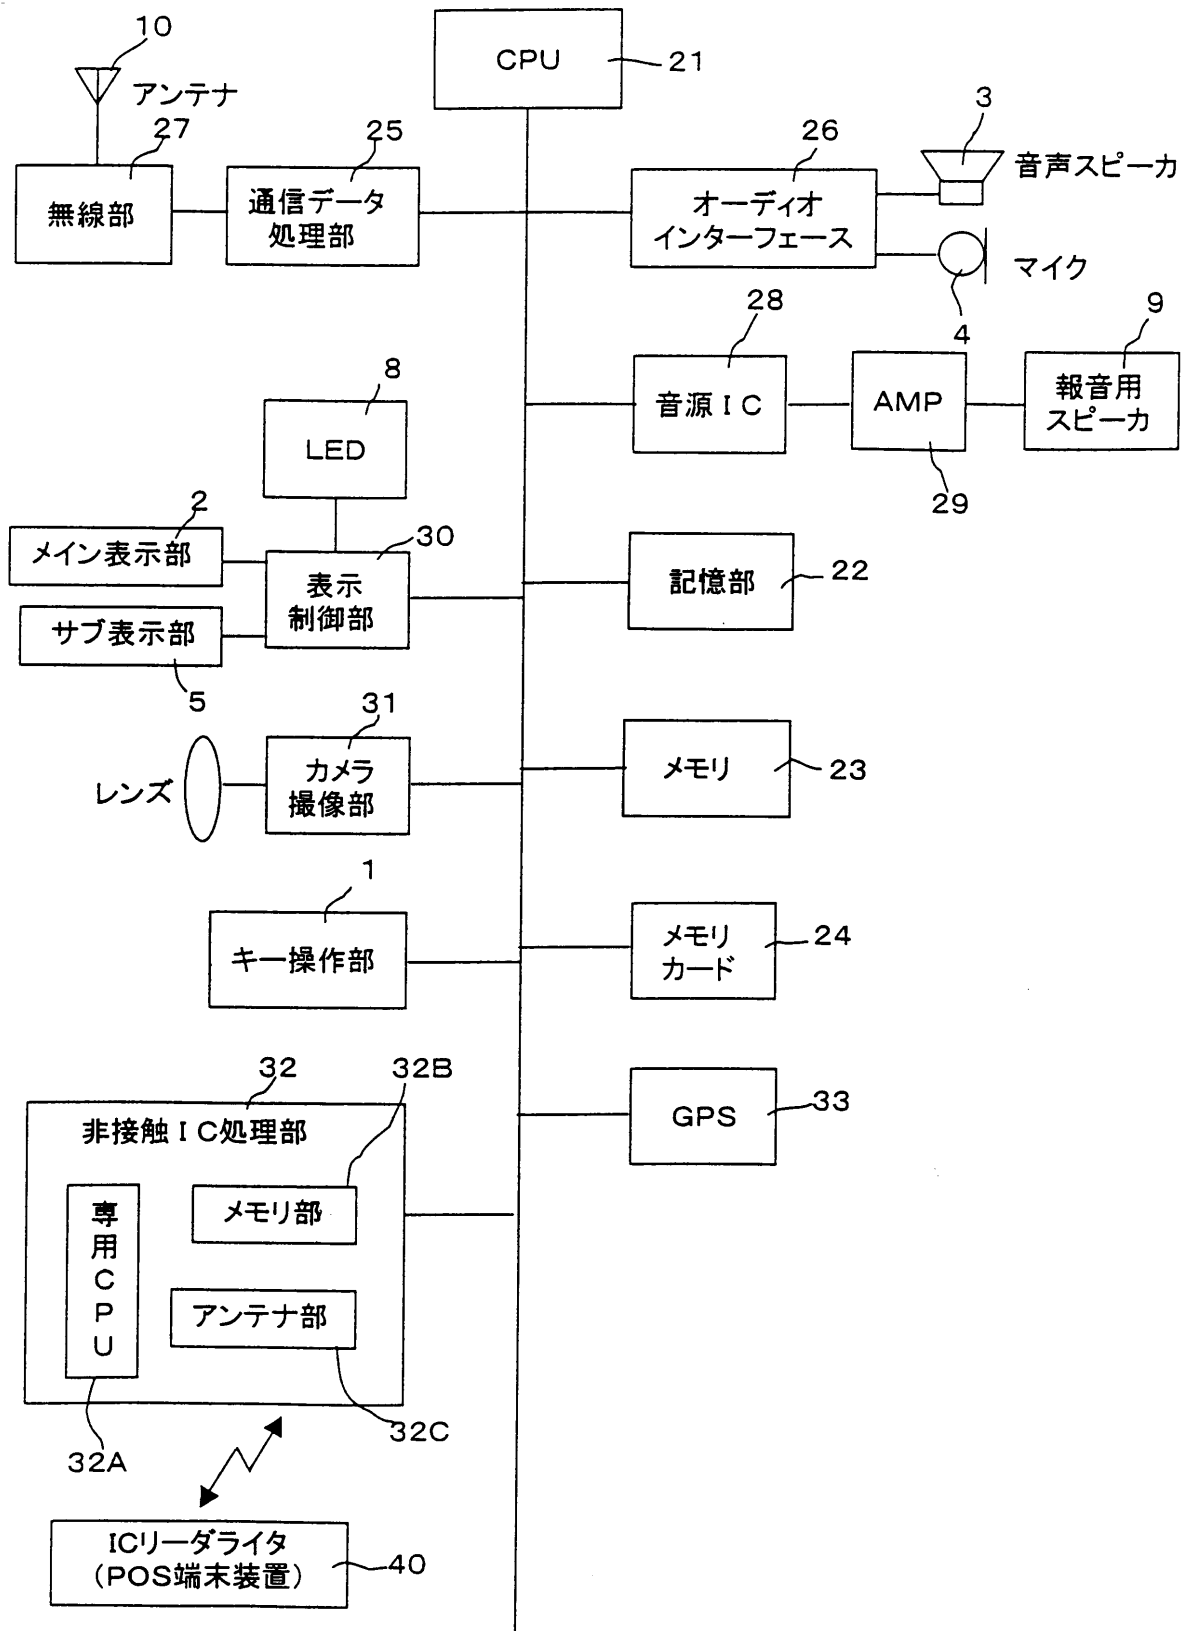 10
アンテナ
CPU
21
27
無線部
25
通信データ
処理部
26
オーディオ
インターフェース
3
音声スピーカ
マイク
4
28
音源IC
AMP
29
9
報音用
スピーカ
8
LED
2
メイン表示部
30
表示
制御部
サブ表示部
5
記憶部
22
31
カメラ
撮像部
レンズ
メモリ
23
1
キー操作部
メモリ
カード
24
32
非接触IC処理部
32B
メモリ部
専用CPU
アンテナ部
32A
32C
GPS
33
ICリーダライタ
(POS端末装置)
40